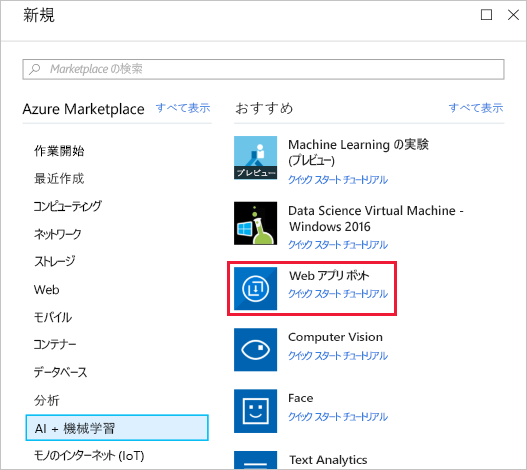 新規
Marketplace の検索
Azure Marketplace すべて表示
作業開始
最近作成
コンピューティング
ネットワーク
ストレージ
Web
モバイル
コンテナー
データベース
分析
AI + 機械学習
モノのインターネット (IoT)
おすすめ すべて表示
プレビュー
Machine Learning の実験
(プレビュー)
クイック スタート チュートリアル
Data Science Virtual Machine -
Windows 2016
クイック スタート チュートリアル
Web アプリ ボット
クイック スタート チュートリアル
Computer Vision
クイック スタート チュートリアル
Face
クイック スタート チュートリアル
Text Analytics